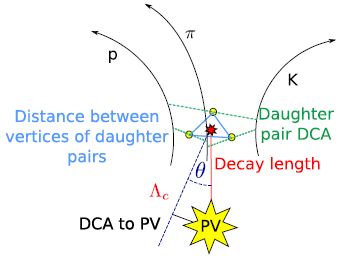 π
p
K
Distance between
vertices of daughter
pairs
Daughter
pair DCA
θ
Decay length
Λc
DCA to PV
PV